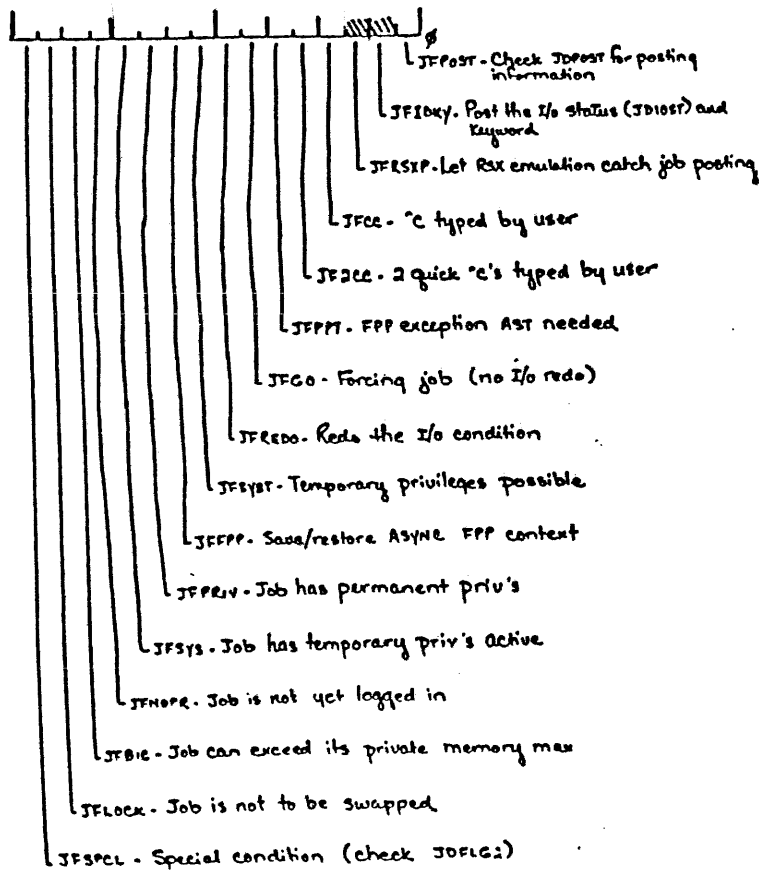 Ø
JFPOST - Check JDPOST for posting
information
JFIOKY - Post the I/O status (JDIOST) and
keyword
JFRSXP - Let RSX emulation catch job posting
JFCC - ^C typed by user
JF2CC - 2 quick ^C's typed by user
JFPPT - FPP exception AST needed
JFGO - Forcing job (no I/O redo)
JFREDO - Redo the I/O condition
JFSYST - Temporary privileges possible
JFFPP - Save/restore ASYNC FPP context
JFPRIV - Job has permanent priv's
JFSYS - Job has temporary priv's active
JFNOPR - Job is not yet logged in
JFBIG - Job can exceed its private memory max
JFLOCK - Job is not to be swapped
JFSPCL - Special condition (check JDFLG2)